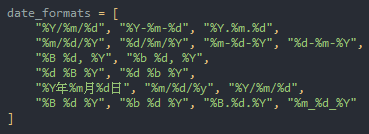 date_formats = [
"%Y/%m/%d", "%Y-%m-%d", "%Y.%m.%d",
"%m/%d/%Y", "%d/%m/%Y", "%m-%d-%Y", "%d-%m-%Y",
"%B %d, %Y", "%b %d, %Y",
"%d %B %Y", "%d %b %Y",
"%Y年%m月%d日", "%m/%d/%y", "%Y/%m/%d",
"%B %d %Y", "%b %d %Y", "%B.%d.%Y", "%m_%d_%Y"
]